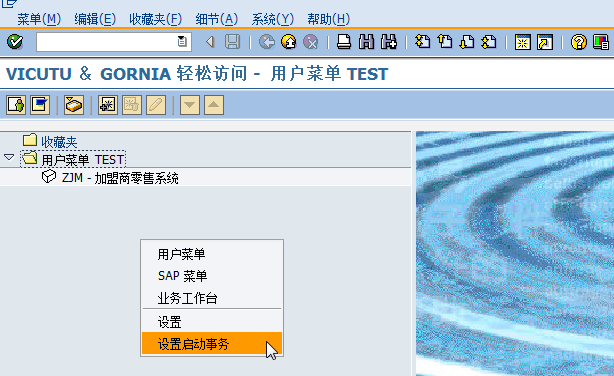 菜单(M) 编辑(E) 收藏夹(F) 细节(A) 系统(Y) 帮助(H)
VICUTU & GORNIA 轻松访问 - 用户菜单 TEST
收藏夹
用户菜单 TEST
ZJM - 加盟商零售系统
用户菜单
SAP 菜单
业务工作台
设置
设置启动事务